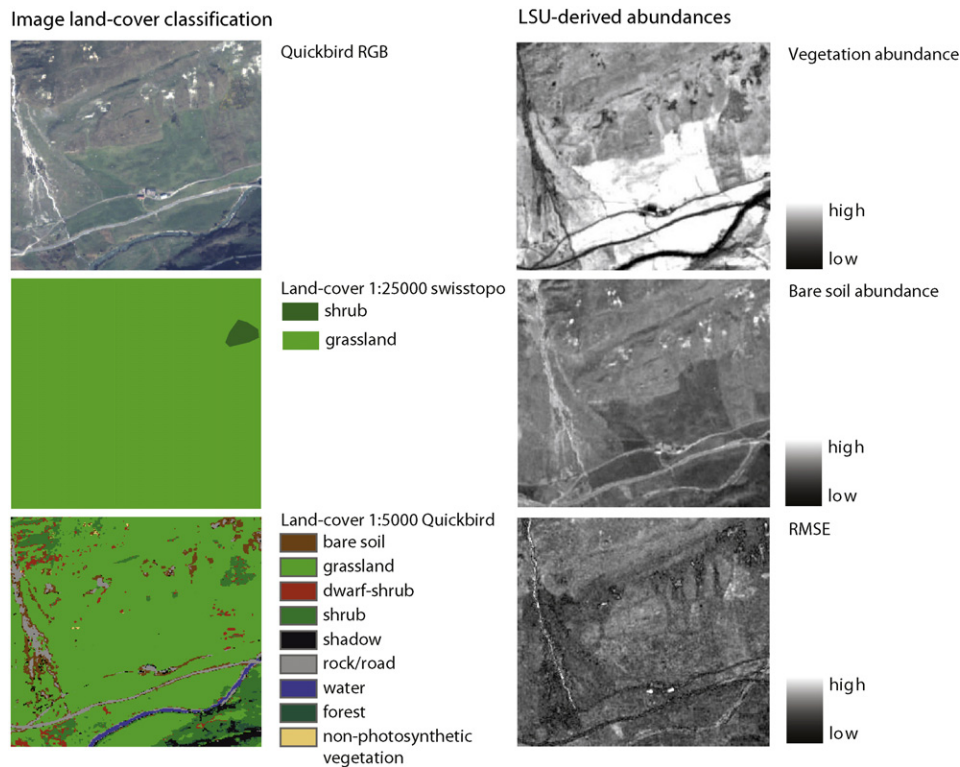 Image land-cover classification
Quickbird RGB
Land-cover 1:25000 swisstopo
shrub
grassland
Land-cover 1:5000 Quickbird
bare soil
grassland
dwarf-shrub
shrub
shadow
rock/road
water
forest
non-photosynthetic
vegetation
LSU-derived abundances
Vegetation abundance
high
low
Bare soil abundance
high
low
RMSE
high
low